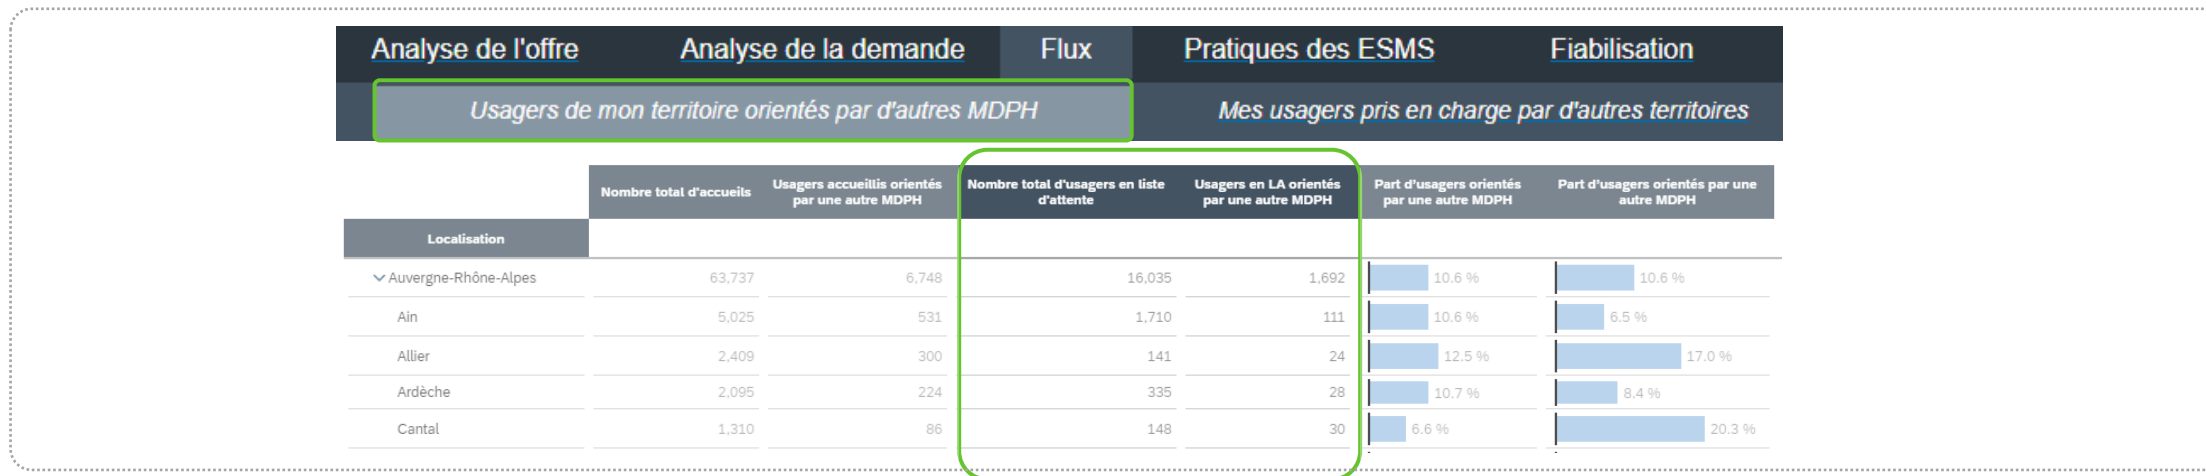 Analyse de l'offre Analyse de la demande Flux Pratiques des ESMS Fiabilisation
Usagers de mon territoire orientés par d'autres MDPH Mes usagers pris en charge par d'autres territoires
Nombre total d'accueils Usagers accueillis orientés par une autre MDPH Nombre total d'usagers en liste d'attente Usagers en LA orientés par une autre MDPH Part d'usagers orientés par une autre MDPH Part d'usagers orientés par une autre MDPH
Localisation
Auvergne-Rhône-Alpes 63,737 6,748 16,035 1,692 10.6 % 10.6 %
Ain 5,025 531 1,710 111 10.6 % 6.5 %
Allier 2,409 300 141 24 12.5 % 17.0 %
Ardèche 2,095 224 335 28 10.7 % 8.4 %
Cantal 1,310 86 148 30 6.6 % 20.3 %